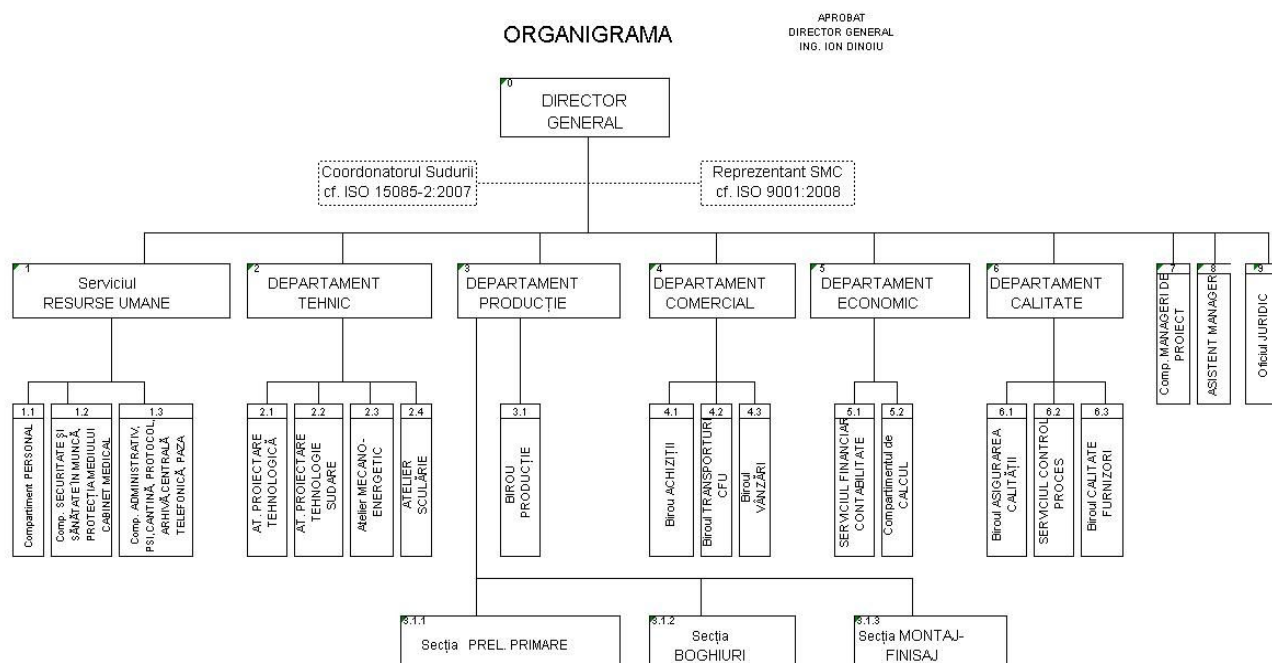 ORGANIGRAMA
APROBAT
DIRECTOR GENERAL
ING. ION DINOIU
0
DIRECTOR
GENERAL
Coordonatorul Sudurii
cf. ISO 15085-2:2007
Reprezentant SMC
cf. ISO 9001:2008
1
Serviciul
RESURSE UMANE
2
DEPARTAMENT
TEHNIC
3
DEPARTAMENT
PRODUCȚIE
4
DEPARTAMENT
COMERCIAL
5
DEPARTAMENT
ECONOMIC
6
DEPARTAMENT
CALITATE
7
Comp. MANAGERI DE
PROIECT
8
ASISTENT MANAGER
9
Oficiul JURIDIC
1.1
Compartiment PERSONAL
1.2
Comp. SECURITATE ȘI
SĂNĂTATE ÎN MUNCĂ,
PROTECȚIA MEDIULUI
CABINET MEDICAL
1.3
Comp. ADMINISTRATIV,
PSI,CANTINĂ, PROTOCOL,
ARHIVĂ,CENTRALĂ
TELEFONICĂ, PAZA
2.1
AT. PROIECTARE
TEHNOLOGICĂ
2.2
AT. PROIECTARE
TEHNOLOGIE
SUDARE
2.3
Atelier MECANO-
ENERGETIC
2.4
ATELIER
SCULĂRIE
3.1
BIROU
PRODUCȚIE
4.1
Birou ACHIZIȚII
4.2
Biroul TRANSPORTURI
CFU
4.3
Biroul
VÂNZĂRI
5.1
SERVICIUL FINANCIAR
CONTABILITATE
5.2
Compartimentul de
CALCUL
6.1
Biroul ASIGURAREA
CALITĂȚII
6.2
SERVICIUL CONTROL
PROCES
6.3
Biroul CALITATE
FURNIZORI
3.1.1
Secția PREL. PRIMARE
3.1.2
Secția
BOGHIURI
3.1.3
Secția MONTAJ-
FINISAJ